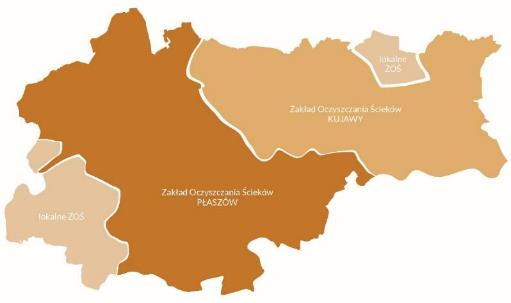 lokalne
ZOŚ
Zakład Oczyszczania Ścieków
KUJAWY
Zakład Oczyszczania Ścieków
PŁASZÓW
lokalne ZOŚ